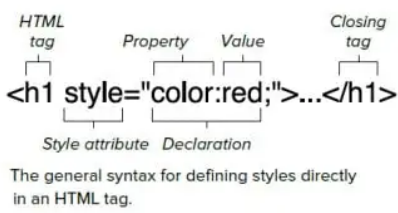 HTML tag
Property
Value
Closing tag
<h1 style="color:red;">...</h1>
Style attribute
Declaration
The general syntax for defining styles directly
in an HTML tag.